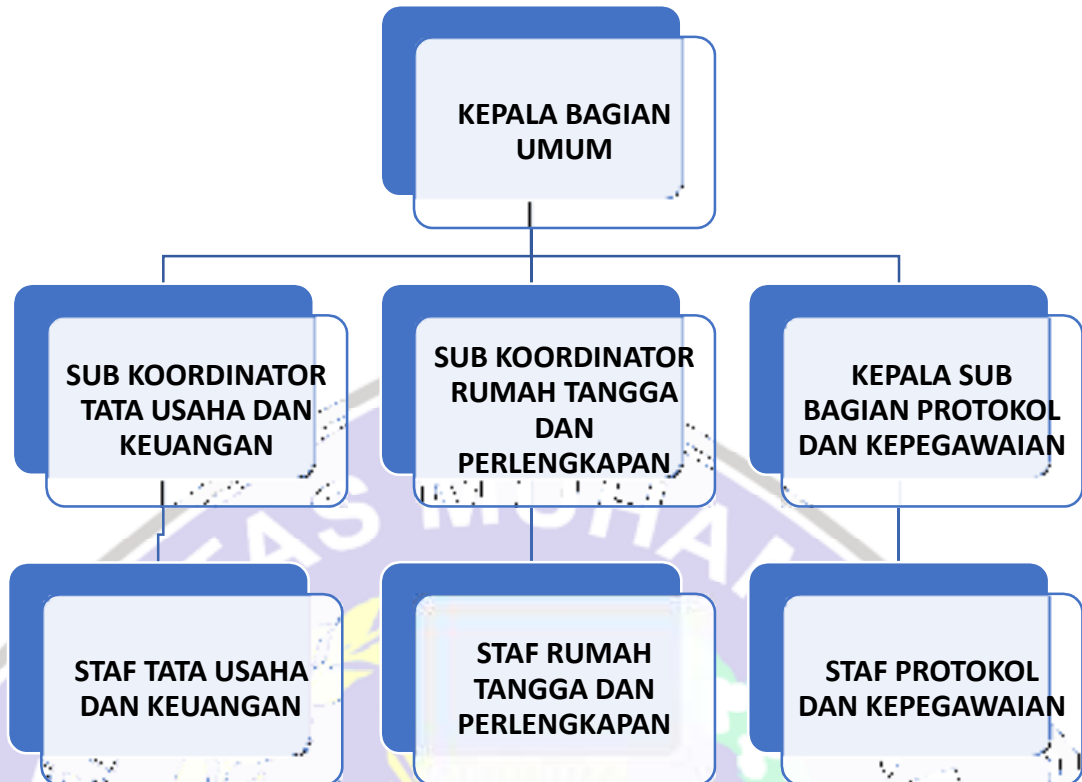 KEPALA BAGIAN
UMUM
SUB KOORDINATOR
TATA USAHA DAN
KEUANGAN
SUB KOORDINATOR
RUMAH TANGGA
DAN
PERLENGKAPAN
KEPALA SUB
BAGIAN PROTOKOL
DAN KEPEGAWAIAN
STAF TATA USAHA
DAN KEUANGAN
STAF RUMAH
TANGGA DAN
PERLENGKAPAN
STAF PROTOKOL
DAN KEPEGAWAIAN